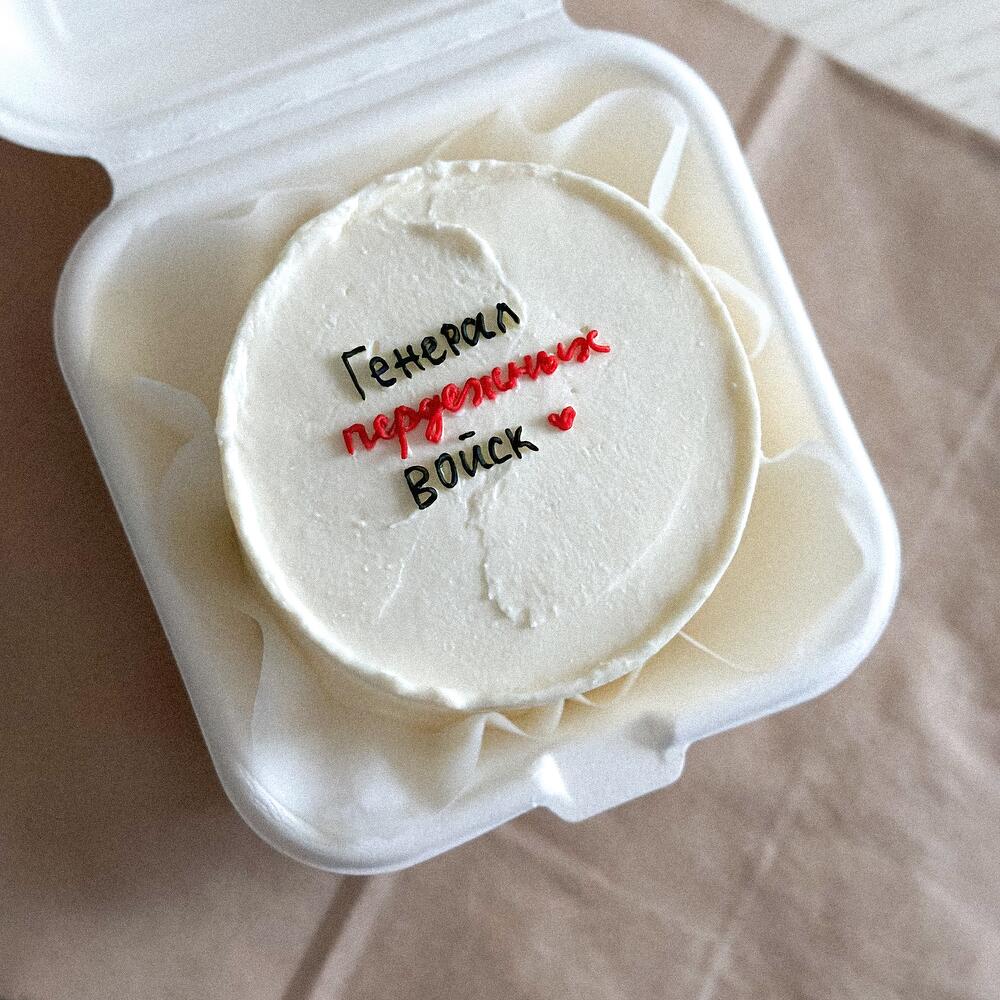 Генерал
пердежных
войск